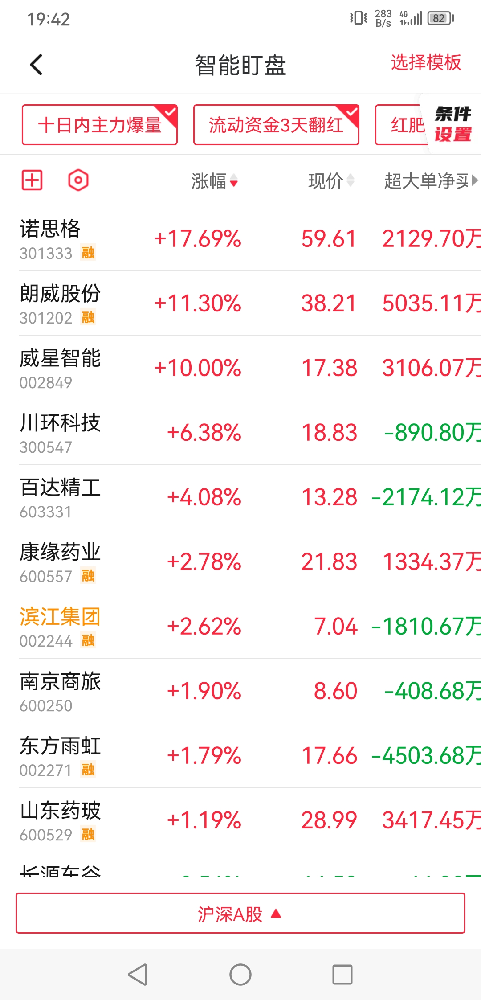 19:42
283 B/s 4G 82
智能盯盘
选择模板
十日内主力爆量 流动资金3天翻红 红肥
条件
设置
涨幅 现价 超大单净买
诺思格 +17.69% 59.61 2129.70万
301333 融
朗威股份 +11.30% 38.21 5035.11万
301202 融
威星智能 +10.00% 17.38 3106.07万
002849
川环科技 +6.38% 18.83 -890.80万
300547
百达精工 +4.08% 13.28 -2174.12万
603331
康缘药业 +2.78% 21.83 1334.37万
600557 融
滨江集团 +2.62% 7.04 -1810.67万
002244 融
南京商旅 +1.90% 8.60 -408.68万
600250
东方雨虹 +1.79% 17.66 -4503.68万
002271 融
山东药玻 +1.19% 28.99 3417.45万
600529 融
长源东谷
沪深A股